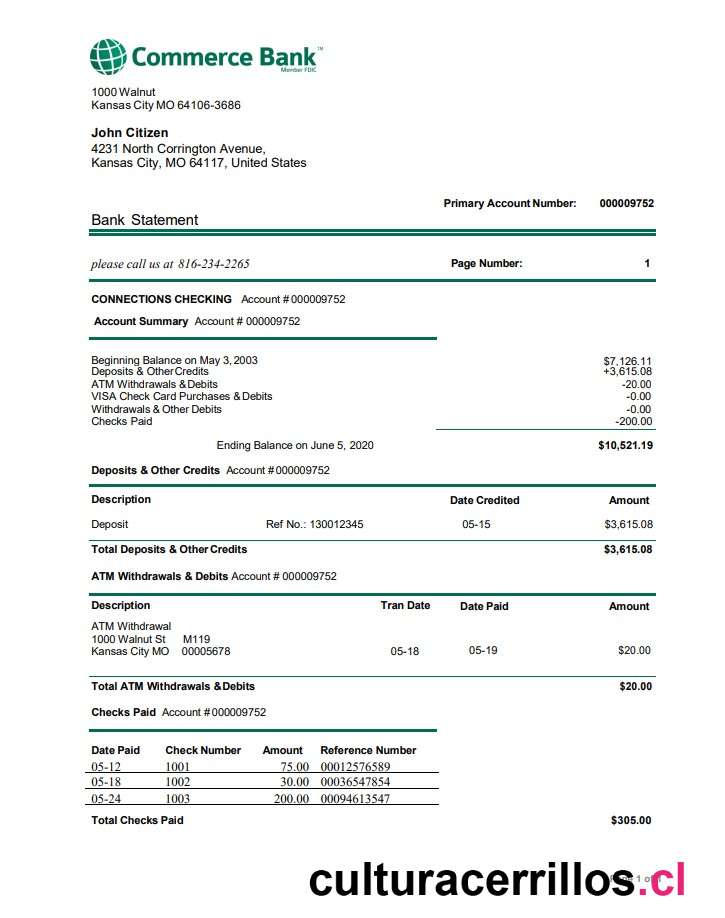 Commerce Bank™
Member FDIC
1000 Walnut
Kansas City MO 64106-3686
John Citizen
4231 North Corrington Avenue,
Kansas City, MO 64117, United States
Primary Account Number: 000009752
Bank Statement
please call us at 816-234-2265
Page Number: 1
CONNECTIONS CHECKING Account # 000009752
Account Summary Account # 000009752
Beginning Balance on May 3, 2003 $7,126.11
Deposits & Other Credits +3,615.08
ATM Withdrawals & Debits -20.00
VISA Check Card Purchases & Debits -0.00
Withdrawals & Other Debits -0.00
Checks Paid -200.00
Ending Balance on June 5, 2020 $10,521.19
Deposits & Other Credits Account # 000009752
Description Date Credited Amount
Deposit Ref No.: 130012345 05-15 $3,615.08
Total Deposits & Other Credits $3,615.08
ATM Withdrawals & Debits Account # 000009752
Description Tran Date Date Paid Amount
ATM Withdrawal
1000 Walnut St M119
Kansas City MO 00005678 05-18 05-19 $20.00
Total ATM Withdrawals & Debits $20.00
Checks Paid Account # 000009752
Date Paid Check Number Amount Reference Number
05-12 1001 75.00 00012576589
05-18 1002 30.00 00036547854
05-24 1003 200.00 00094613547
Total Checks Paid $305.00
culturacerrillos.cl